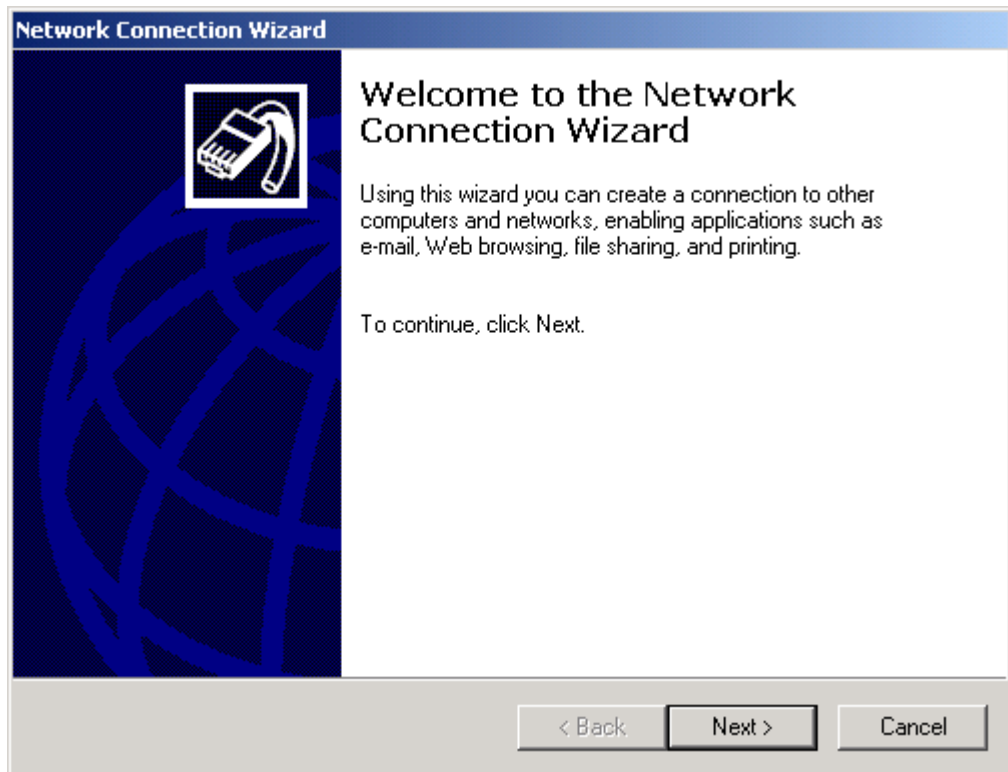 Network Connection Wizard
Welcome to the Network
Connection Wizard
Using this wizard you can create a connection to other
computers and networks, enabling applications such as
e-mail, Web browsing, file sharing, and printing.
To continue, click Next.
< Back
Next >
Cancel